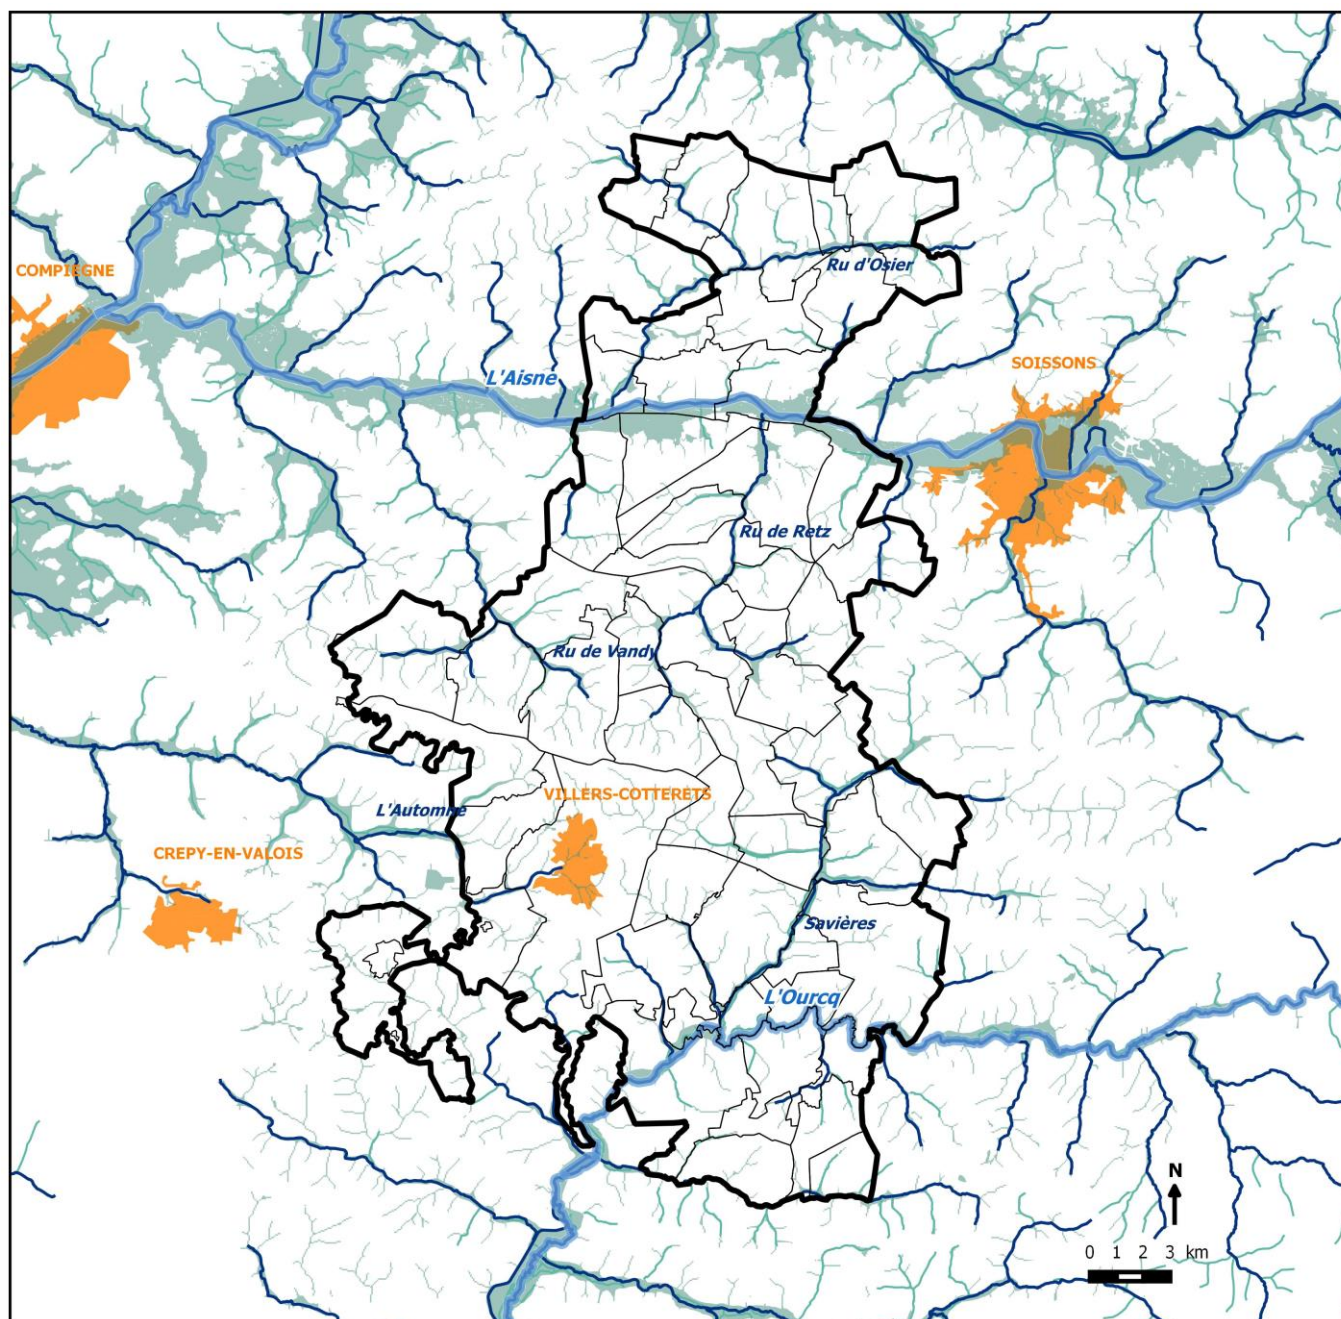 COMPIEGNE
Ru d'Osier
SOISSONS
L'Aisne
Ru de Retz
Ru de Vandy
VILLERS-COTTERETS
L'Automne
CREPY-EN-VALOIS
Savières
L'Ourcq
N
0 1 2 3 km